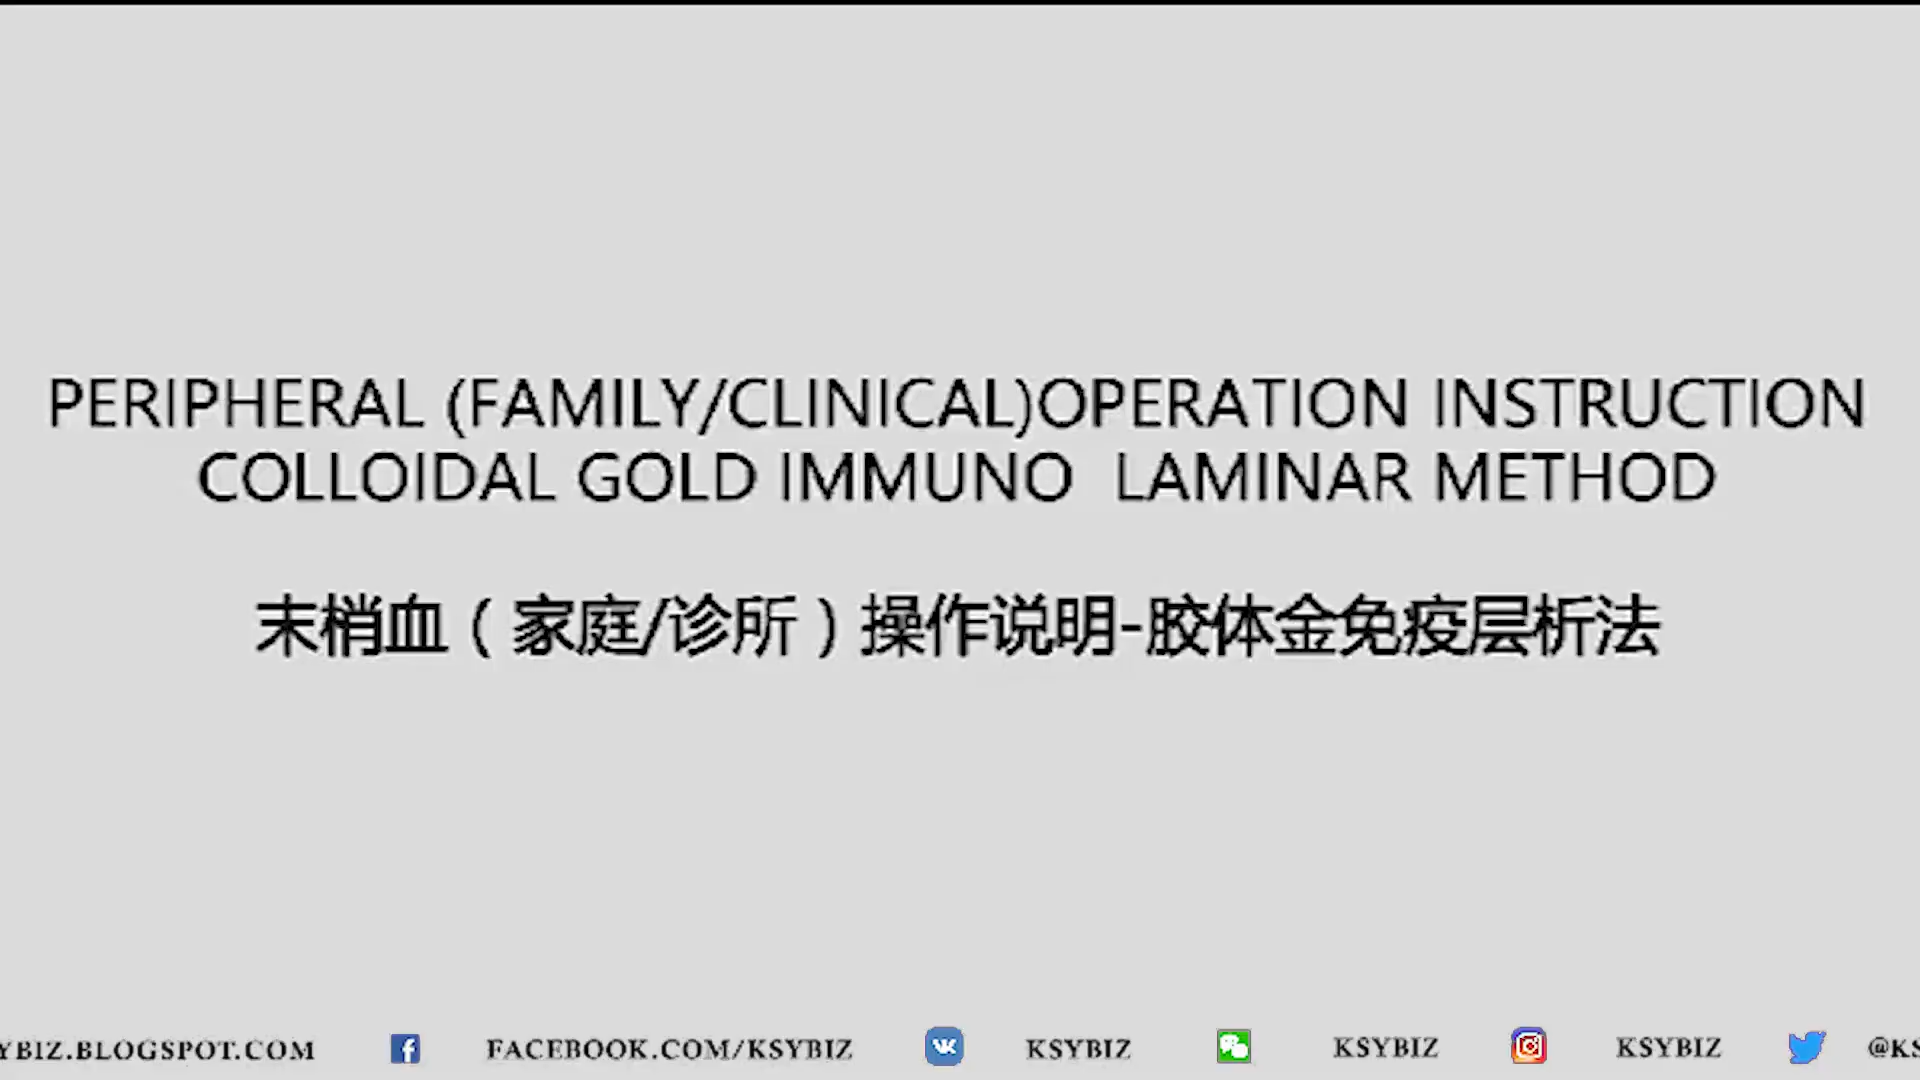 PERIPHERAL (FAMILY/CLINICAL)OPERATION INSTRUCTION
COLLOIDAL GOLD IMMUNO LAMINAR METHOD
末梢血（家庭/诊所）操作说明-胶体金免疫层析法
YBIZ.BLOGSPOT.COM FACEBOOK.COM/KSYBIZ KSYBIZ KSYBIZ KSYBIZ @KS